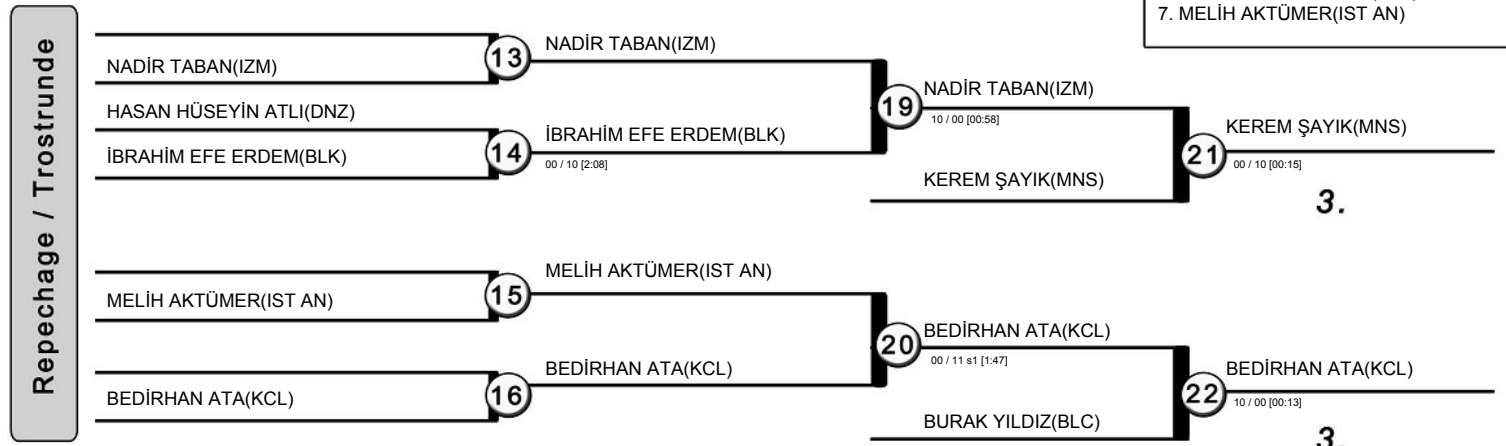 7. MELİH AKTÜMER(IST AN)
Repechage / Trostrunde
NADİR TABAN(IZM)
13
NADİR TABAN(IZM)
HASAN HÜSEYİN ATLI(DNZ)
İBRAHİM EFE ERDEM(BLK)
14
İBRAHİM EFE ERDEM(BLK)
00 / 10 [2:08]
19
NADİR TABAN(IZM)
10 / 00 [00:58]
KEREM ŞAYIK(MNS)
21
KEREM ŞAYIK(MNS)
00 / 10 [00:15]
3.
MELİH AKTÜMER(IST AN)
15
MELİH AKTÜMER(IST AN)
BEDİRHAN ATA(KCL)
16
BEDİRHAN ATA(KCL)
20
BEDİRHAN ATA(KCL)
00 / 11 s1 [1:47]
BURAK YILDIZ(BLC)
22
BEDİRHAN ATA(KCL)
10 / 00 [00:13]
3.